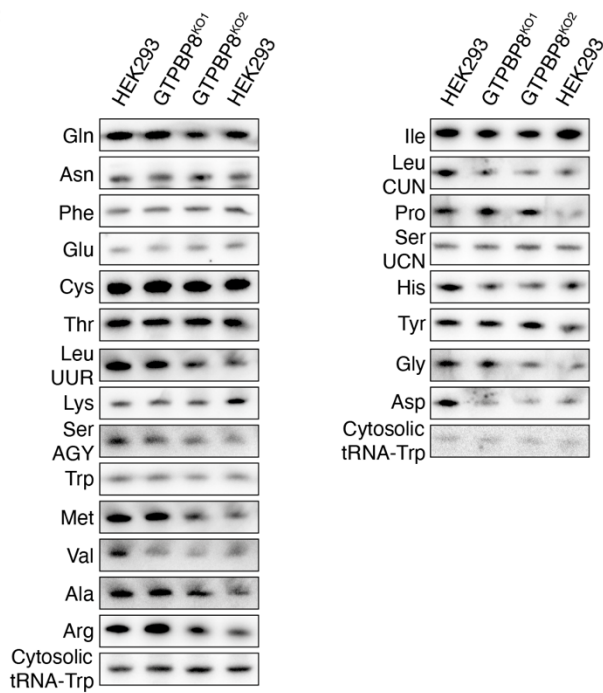 HEK293
GTPBP8KO1
GTPBP8KO2
HEK293
Gln
Asn
Phe
Glu
Cys
Thr
Leu
UUR
Lys
Ser
AGY
Trp
Met
Val
Ala
Arg
Cytosolic
tRNA-Trp
HEK293
GTPBP8KO1
GTPBP8KO2
HEK293
Ile
Leu
CUN
Pro
Ser
UCN
His
Tyr
Gly
Asp
Cytosolic
tRNA-Trp